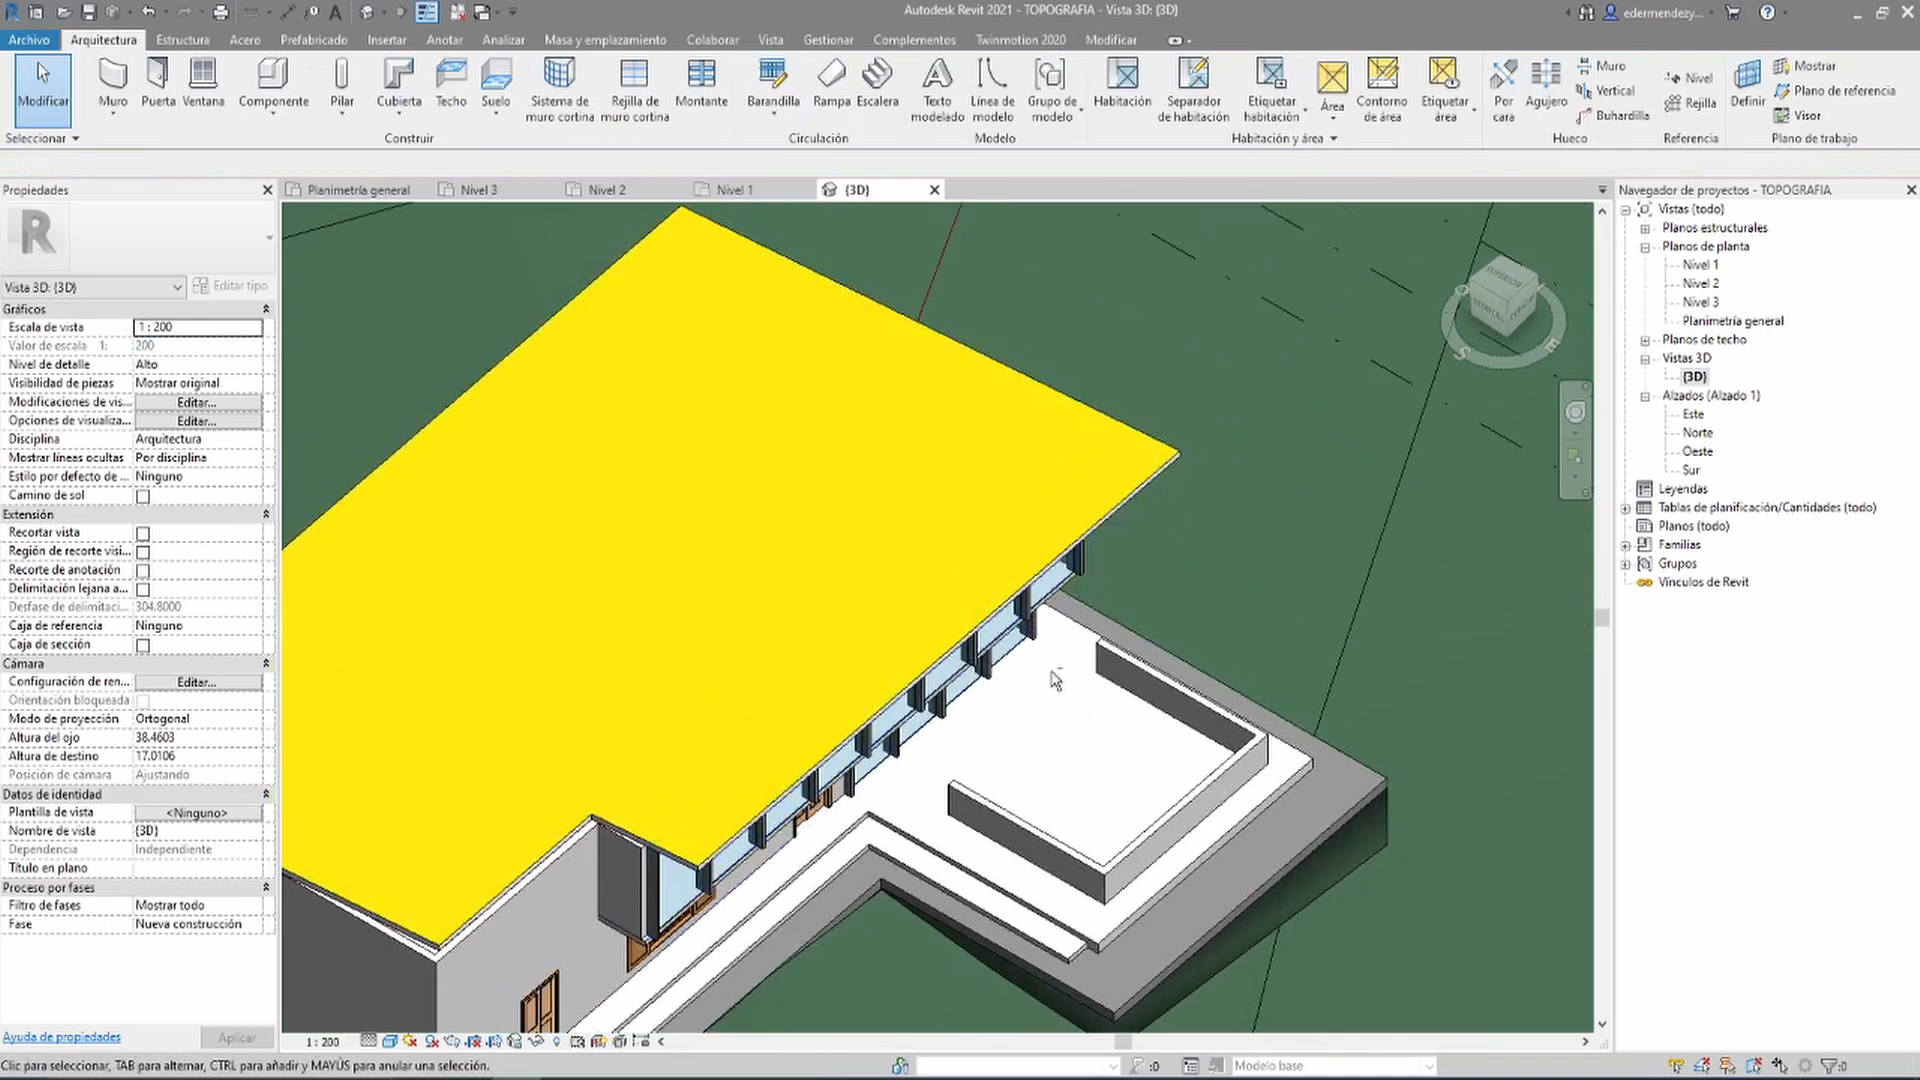 Autodesk Revit 2021 - TOPOGRAFIA - Vista 3D: {3D}
edermendezy...
Archivo Arquitectura Estructura Acero Prefabricado Insertar Anotar Analizar Masa y emplazamiento Colaborar Vista Gestionar Complementos Twinmotion 2020 Modificar
Modificar Muro Puerta Ventana Componente Pilar Cubierta Techo Suelo Sistema de muro cortina Rejilla de muro cortina Montante Barandilla Rampa Escalera Texto modelado Línea de modelo Grupo de modelo Habitación Separador de habitación Etiquetar habitación Área Contorno de área Etiquetar área Por cara Agujero Muro Vertical Buhardilla Nivel Rejilla Definir Mostrar Plano de referencia Visor
Seleccionar Construir Circulación Modelo Habitación y área Hueco Referencia Plano de trabajo
Propiedades
Planimetría general Nivel 3 Nivel 2 Nivel 1 {3D}
Navegador de proyectos - TOPOGRAFIA
R
Vista 3D: {3D} Editar tipo
Gráficos
Escala de vista 1 : 200
Valor de escala 1: 200
Nivel de detalle Alto
Visibilidad de piezas Mostrar original
Modificaciones de vis... Editar...
Opciones de visualiza... Editar...
Disciplina Arquitectura
Mostrar líneas ocultas Por disciplina
Estilo por defecto de ... Ninguno
Camino de sol
Extensión
Recortar vista
Región de recorte visi...
Recorte de anotación
Delimitación lejana a...
Desfase de delimitaci... 304.8000
Caja de referencia Ninguno
Caja de sección
Cámara
Configuración de ren... Editar...
Orientación bloqueada
Modo de proyección Ortogonal
Altura del ojo 38.4603
Altura de destino 17.0106
Posición de cámara Ajustando
Datos de identidad
Plantilla de vista <Ninguno>
Nombre de vista {3D}
Dependencia Independiente
Título en plano
Proceso por fases
Filtro de fases Mostrar todo
Fase Nueva construcción
Ayuda de propiedades Aplicar
Vistas (todo)
Planos estructurales
Planos de planta
Nivel 1
Nivel 2
Nivel 3
Planimetría general
Planos de techo
Vistas 3D
{3D}
Alzados (Alzado 1)
Este
Norte
Oeste
Sur
Leyendas
Tablas de planificación/Cantidades (todo)
Planos (todo)
Familias
Grupos
Vínculos de Revit
SUPERIOR
S
E
1 : 200
Clic para seleccionar, TAB para alternar, CTRL para añadir y MAYÚS para anular una selección.
:0
Modelo base
:0